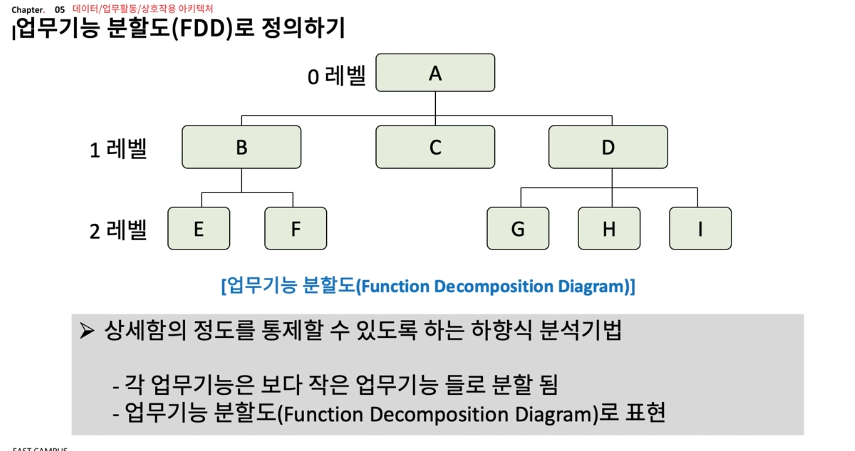 Chapter. 05 데이터/업무활동/상호작용 아키텍처
업무기능 분할도(FDD)로 정의하기
0 레벨
A
1 레벨
B
C
D
2 레벨
E
F
G
H
I
[업무기능 분할도(Function Decomposition Diagram)]
➢ 상세함의 정도를 통제할 수 있도록 하는 하향식 분석기법
- 각 업무기능은 보다 작은 업무기능 들로 분할 됨
- 업무기능 분할도(Function Decomposition Diagram)로 표현